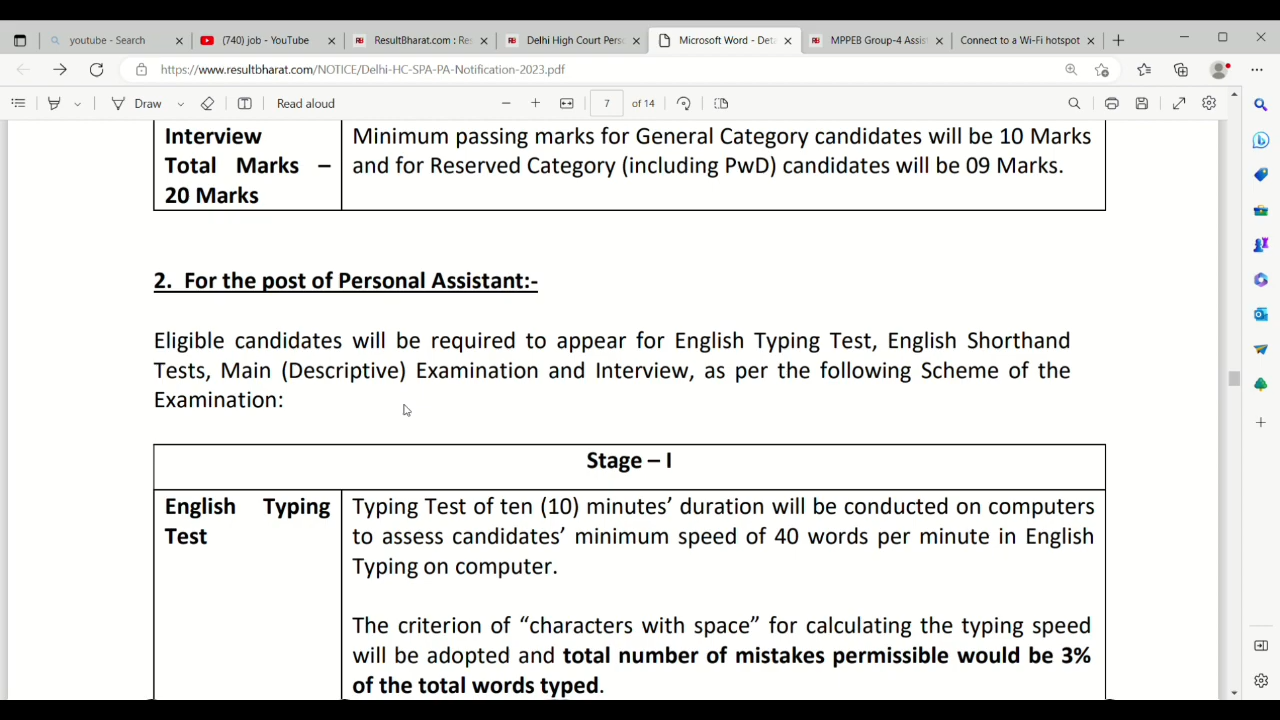 youtube - Search
(740) job - YouTube
ResultBharat.com : Re
Delhi High Court Pers
Microsoft Word - Deta
MPPEB Group-4 Assis
Connect to a Wi-Fi hotspot
https://www.resultbharat.com/NOTICE/Delhi-HC-SPA-PA-Notification-2023.pdf
Draw
Read aloud
7 of 14
Interview
Total Marks –
20 Marks
Minimum passing marks for General Category candidates will be 10 Marks
and for Reserved Category (including PwD) candidates will be 09 Marks.
2. For the post of Personal Assistant:-
Eligible candidates will be required to appear for English Typing Test, English Shorthand
Tests, Main (Descriptive) Examination and Interview, as per the following Scheme of the
Examination:
Stage – I
English Typing
Test
Typing Test of ten (10) minutes’ duration will be conducted on computers
to assess candidates’ minimum speed of 40 words per minute in English
Typing on computer.
The criterion of “characters with space” for calculating the typing speed
will be adopted and total number of mistakes permissible would be 3%
of the total words typed.